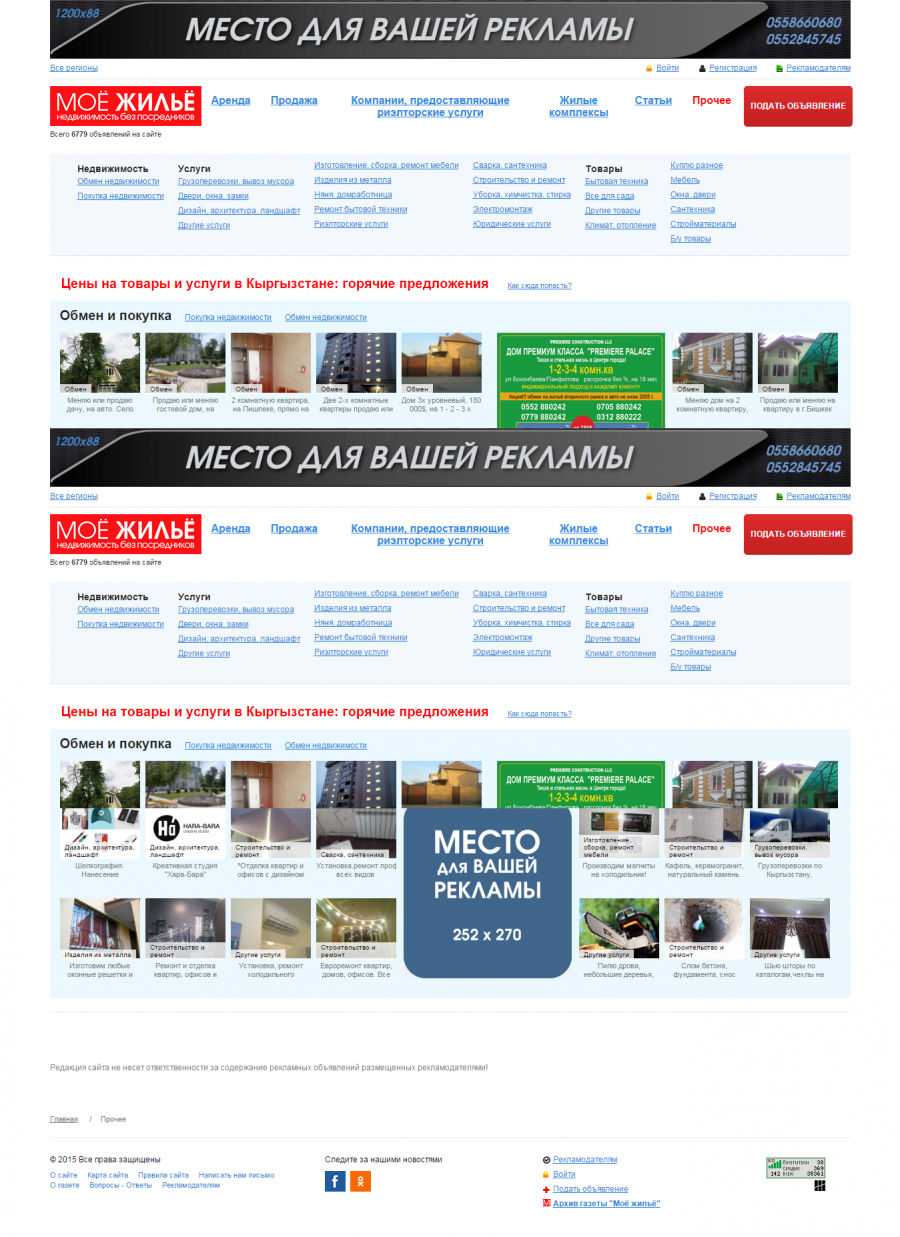 1200x88
МЕСТО ДЛЯ ВАШЕЙ РЕКЛАМЫ
0558660680
0552845745
Все регионы
Войти
Регистрация
Рекламодателям
МОЁ ЖИЛЬЁ
недвижимость без посредников
Аренда
Продажа
Компании, предоставляющие
риэлторские услуги
Жилые
комплексы
Статьи
Прочее
ПОДАТЬ ОБЪЯВЛЕНИЕ
Всего 6779 объявлений на сайте
Недвижимость
Обмен недвижимости
Покупка недвижимости
Услуги
Грузоперевозки, вывоз мусора
Двери, окна, замки
Дизайн, архитектура, ландшафт
Другие услуги
Изготовление, сборка, ремонт мебели
Изделия из металла
Няня, домработница
Ремонт бытовой техники
Риэлторские услуги
Сварка, сантехника
Строительство и ремонт
Уборка, химчистка, стирка
Электромонтаж
Юридические услуги
Товары
Бытовая техника
Все для сада
Другие товары
Климат, отопление
Куплю разное
Мебель
Окна, двери
Сантехника
Стройматериалы
Б/у товары
Цены на товары и услуги в Кыргызстане: горячие предложения
Как сюда попасть?
Обмен и покупка
Покупка недвижимости
Обмен недвижимости
Обмен
Меняю или продаю
дачу, на авто. Село
Обмен
Продаю или меняю
гостевой дом, на
Обмен
2 комнатную квартира,
на Пишпеке, прямо на
Обмен
Две 2-х комнатные
квартиры продаю или
Обмен
Дом 3х уровневый, 180
000$, на 1 - 2 - 3 х.
PREMIERE CONSTRUCTION LLC
ДОМ ПРЕМИУМ КЛАССА "PREMIERE PALACE"
Тихая и стильная жизнь в Центре города!
1-2-3-4 комн.кв
ул.Боконбаева/Панфилова рассрочка без %, на 18 мес
ИНДИВИДУАЛЬНЫЙ ПОДХОД К КАЖДОМУ КЛИЕНТУ
Акция!!! обмен на жильё вторичного рынка и авто не ниже 2005 г.
0552 880242
0705 880242
0779 880242
0312 880222
Обмен
Меняю дом на 2
комнатную квартиру,
Обмен
Продаю или меняю на
квартиру в г.Бишкек
1200x88
МЕСТО ДЛЯ ВАШЕЙ РЕКЛАМЫ
0558660680
0552845745
Все регионы
Войти
Регистрация
Рекламодателям
МОЁ ЖИЛЬЁ
недвижимость без посредников
Аренда
Продажа
Компании, предоставляющие
риэлторские услуги
Жилые
комплексы
Статьи
Прочее
ПОДАТЬ ОБЪЯВЛЕНИЕ
Всего 6779 объявлений на сайте
Недвижимость
Обмен недвижимости
Покупка недвижимости
Услуги
Грузоперевозки, вывоз мусора
Двери, окна, замки
Дизайн, архитектура, ландшафт
Другие услуги
Изготовление, сборка, ремонт мебели
Изделия из металла
Няня, домработница
Ремонт бытовой техники
Риэлторские услуги
Сварка, сантехника
Строительство и ремонт
Уборка, химчистка, стирка
Электромонтаж
Юридические услуги
Товары
Бытовая техника
Все для сада
Другие товары
Климат, отопление
Куплю разное
Мебель
Окна, двери
Сантехника
Стройматериалы
Б/у товары
Цены на товары и услуги в Кыргызстане: горячие предложения
Как сюда попасть?
Обмен и покупка
Покупка недвижимости
Обмен недвижимости
PREMIERE CONSTRUCTION LLC
ДОМ ПРЕМИУМ КЛАССА "PREMIERE PALACE"
Тихая и стильная жизнь в Центре города!
1-2-3-4 комн.кв
Дизайн, архитектура,
ландшафт
Шелкография.
Нанесение
HARA-BARA
creative studio
Дизайн, архитектура,
ландшафт
Креативная студия
"Хара-Бара"
Строительство и
ремонт
*Отделка квартир и
офисов с дизайном
Сварка, сантехника
Установка,ремонт,проф
всех видов
МЕСТО
для ВАШЕЙ
РЕКЛАМЫ
252 x 270
Изготовление,
сборка, ремонт
мебели
Производим магниты
на холодильник!
Строительство и
ремонт
Кафель, керамогранит,
натуральный камень.
Грузоперевозки,
вывоз мусора
Грузоперевозки по
Кыргызстану,
Изделия из металла
Изготовим любые
оконные решетки и
Строительство и
ремонт
Ремонт и отделка
квартир, офисов и
Другие услуги
Установка, ремонт
холодильного
Строительство и
ремонт
Евроремонт квартир,
домов, офисов. Все
Другие услуги
Пилю дрова,
небольшие деревья,
Строительство и
ремонт
Слом бетона,
фундамента, снос
Другие услуги
Шью шторы по
каталогам,чехлы на
Редакция сайта не несет ответственности за содержание рекламных объявлений размещенных рекламодателями!
Главная / Прочее
© 2015 Все права защищены
О сайте Карта сайта Правила сайта Написать нам письмо
О газете Вопросы - Ответы Рекламодателям
Следите за нашими новостями
Рекламодателям
Войти
Подать объявление
Архив газеты "Моё жильё"